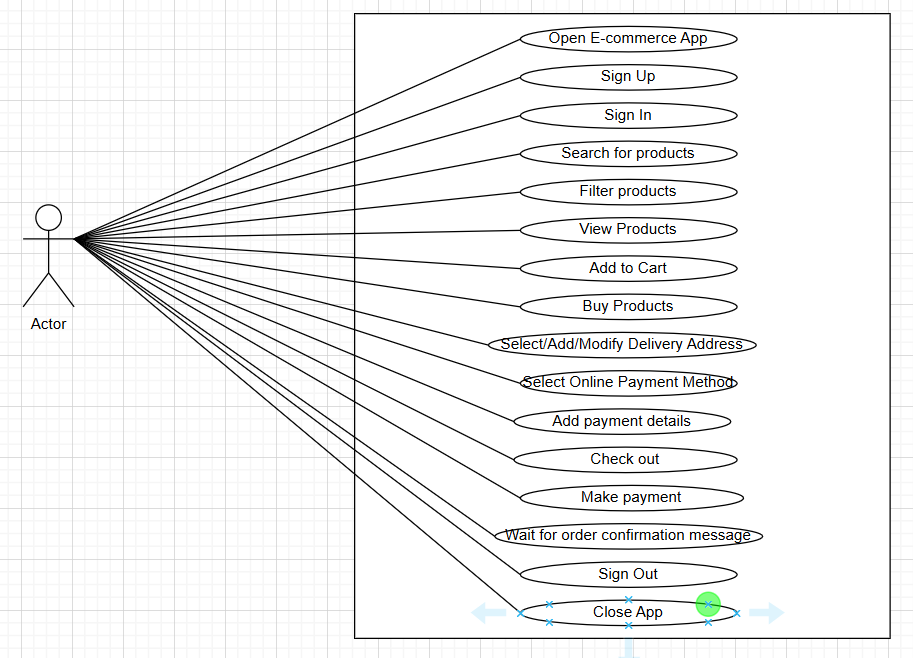 Open E-commerce App
Sign Up
Sign In
Search for products
Filter products
View Products
Add to Cart
Buy Products
Actor
Select/Add/Modify Delivery Address
Select Online Payment Method
Add payment details
Check out
Make payment
Wait for order confirmation message
Sign Out
Close App